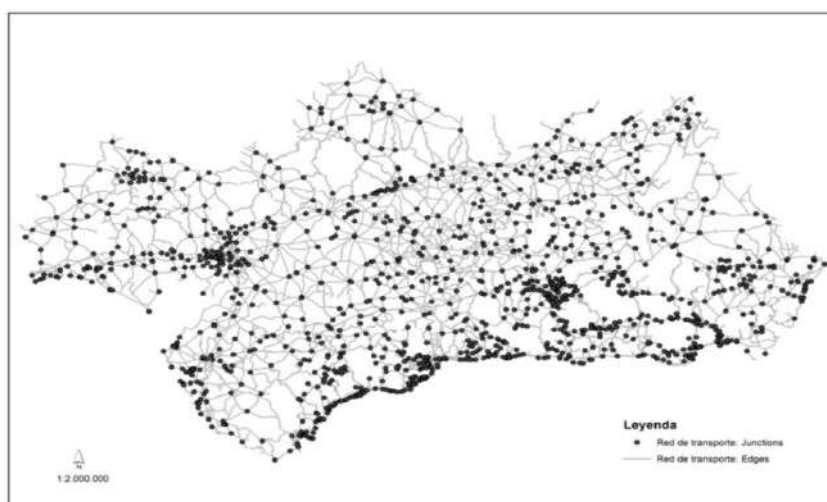 Leyenda
Red de transporte: Junctions
Red de transporte: Edges
N
1:2.000.000